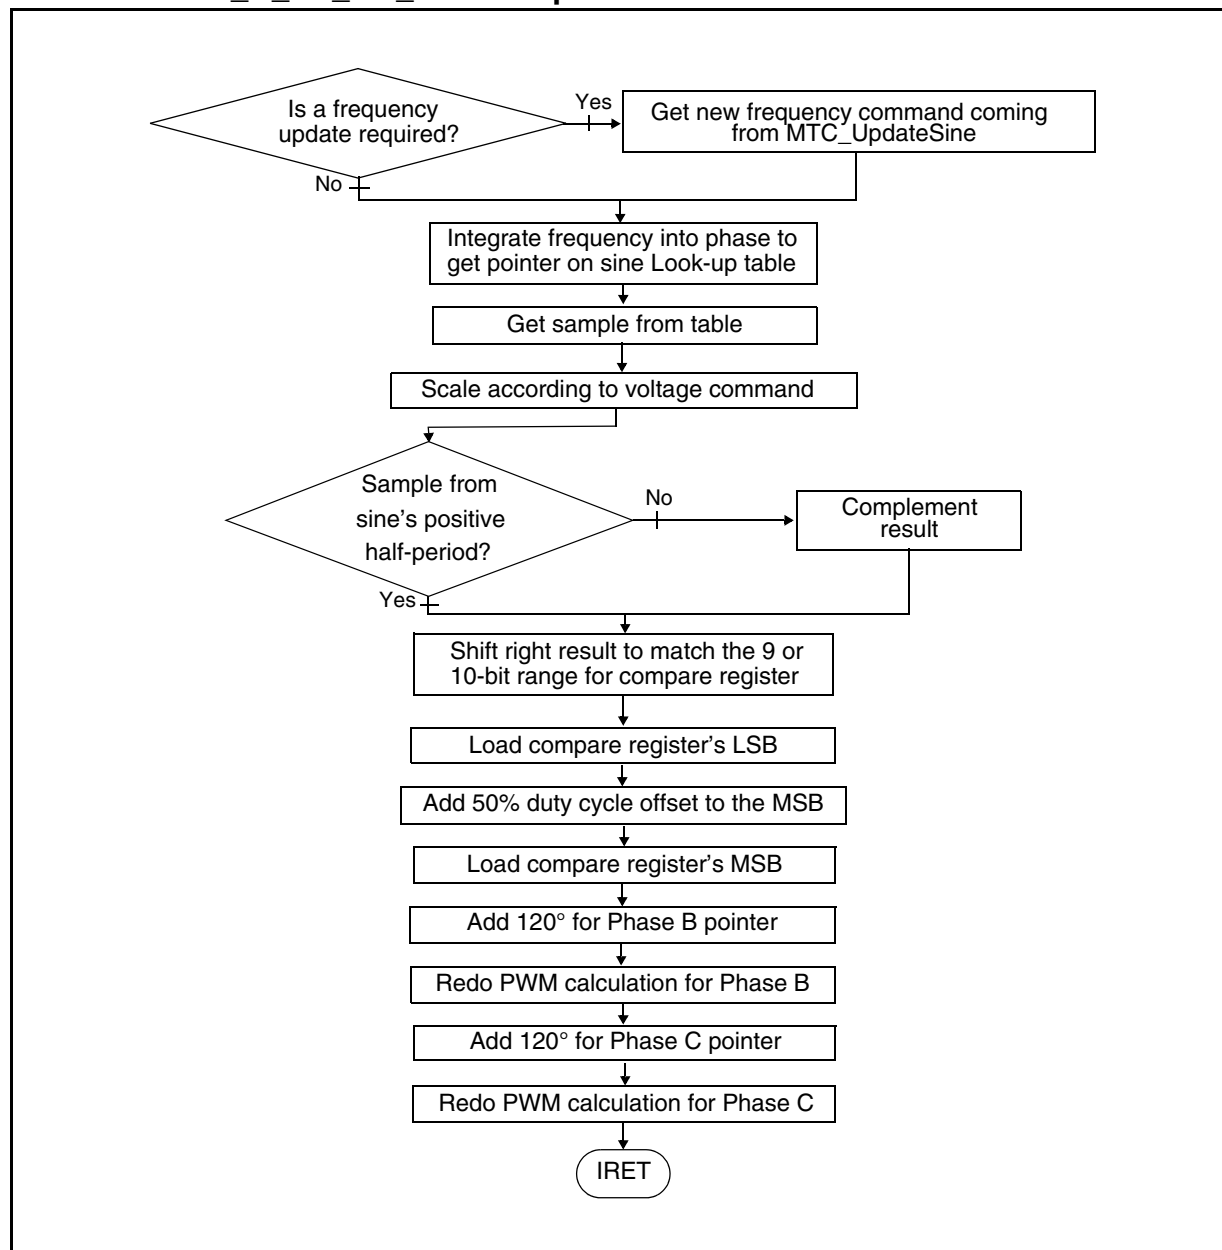 Is a frequency
update required?
Yes
Get new frequency command coming
from MTC_UpdateSine
No
Integrate frequency into phase to
get pointer on sine Look-up table
Get sample from table
Scale according to voltage command
Sample from
sine's positive
half-period?
No
Complement
result
Yes
Shift right result to match the 9 or
10-bit range for compare register
Load compare register's LSB
Add 50% duty cycle offset to the MSB
Load compare register's MSB
Add 120° for Phase B pointer
Redo PWM calculation for Phase B
Add 120° for Phase C pointer
Redo PWM calculation for Phase C
IRET